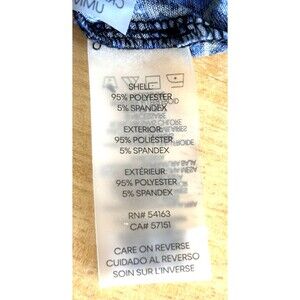 SHELL:
95% POLYESTER
5% SPANDEX
EXTERIOR:
95% POLIÉSTER
5% SPANDEX
EXTÉRIEUR:
95% POLYESTER
5% SPANDEX
RN# 54163
CA# 57151
CARE ON REVERSE
CUIDADO AL REVERSO
SOIN SUR L'INVERSE